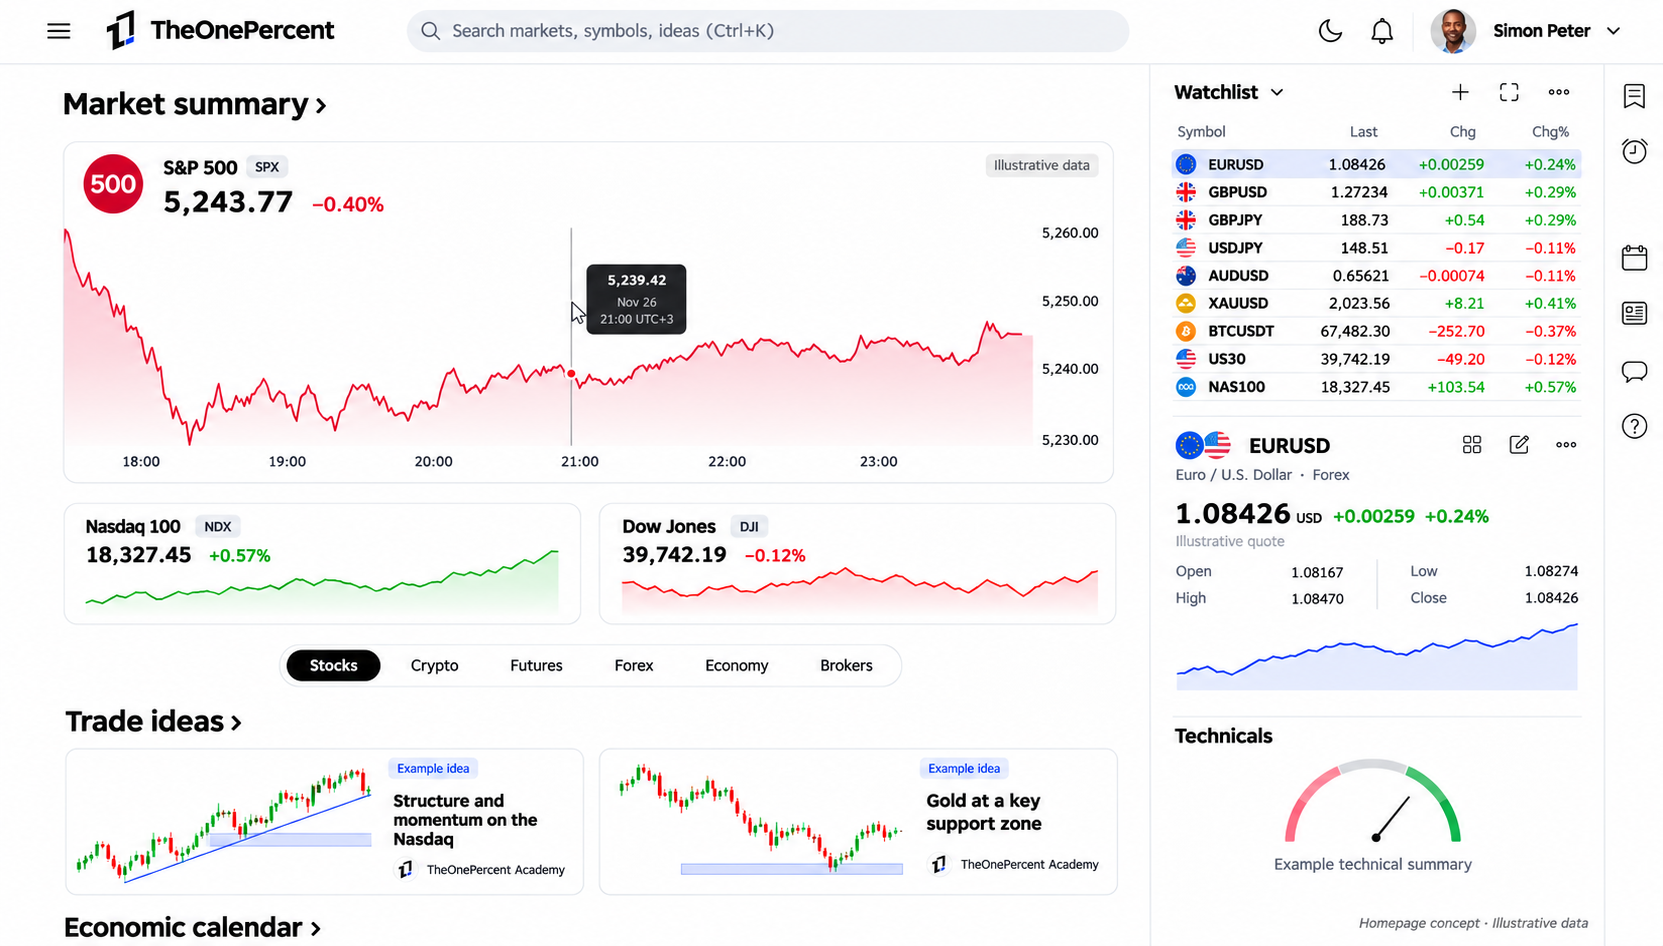 TheOnePercent
Search markets, symbols, ideas (Ctrl+K)
Simon Peter
Market summary
500
S&P 500 SPX
5,243.77 −0.40%
Illustrative data
5,239.42
Nov 26
21:00 UTC+3
5,260.00
5,250.00
5,240.00
5,230.00
18:00 19:00 20:00 21:00 22:00 23:00
Nasdaq 100 NDX
18,327.45 +0.57%
Dow Jones DJI
39,742.19 −0.12%
Stocks Crypto Futures Forex Economy Brokers
Trade ideas
Example idea
Structure and
momentum on the
Nasdaq
TheOnePercent Academy
Example idea
Gold at a key
support zone
TheOnePercent Academy
Economic calendar
Watchlist
Symbol Last Chg Chg%
EURUSD 1.08426 +0.00259 +0.24%
GBPUSD 1.27234 +0.00371 +0.29%
GBPJPY 188.73 +0.54 +0.29%
USDJPY 148.51 −0.17 −0.11%
AUDUSD 0.65621 −0.00074 −0.11%
XAUUSD 2,023.56 +8.21 +0.41%
BTCUSDT 67,482.30 −252.70 −0.37%
US30 39,742.19 −49.20 −0.12%
NAS100 18,327.45 +103.54 +0.57%
EURUSD
Euro / U.S. Dollar · Forex
1.08426 USD +0.00259 +0.24%
Illustrative quote
Open 1.08167 Low 1.08274
High 1.08470 Close 1.08426
Technicals
Example technical summary
Homepage concept · Illustrative data